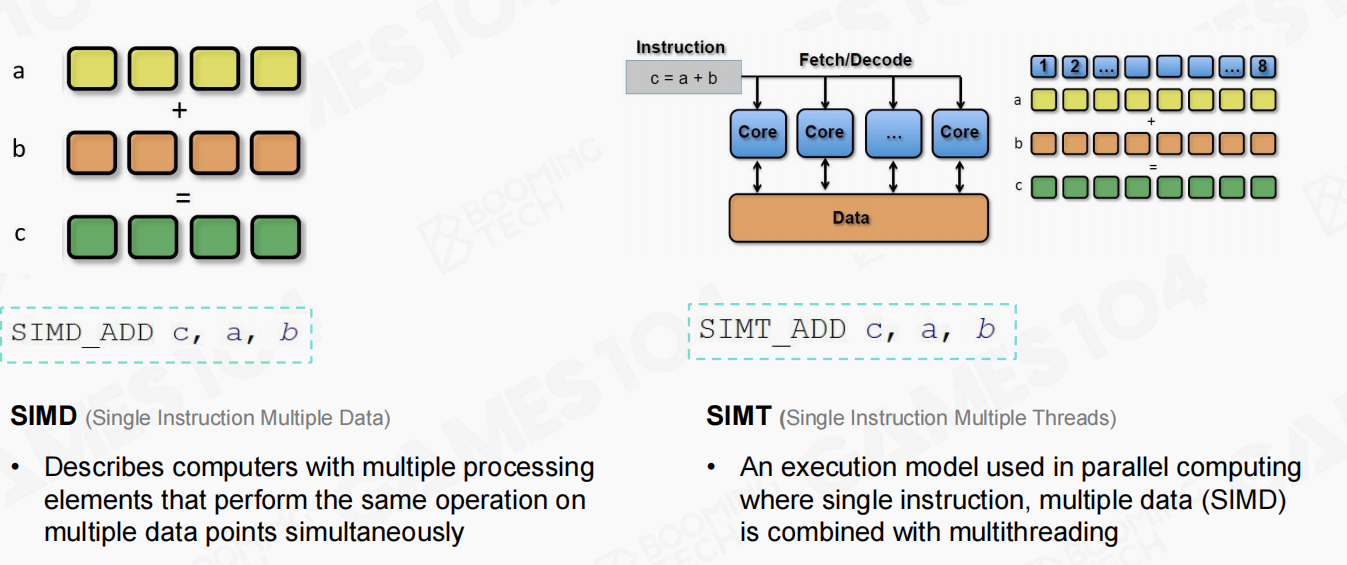 a
+
b
=
c
SIMD_ADD c, a, b
SIMD (Single Instruction Multiple Data)
• Describes computers with multiple processing
elements that perform the same operation on
multiple data points simultaneously
Instruction
c = a + b
Fetch/Decode
Core Core ... Core
Data
1 2 ... ... 8
a
+
b
=
c
SIMT_ADD c, a, b
SIMT (Single Instruction Multiple Threads)
• An execution model used in parallel computing
where single instruction, multiple data (SIMD)
is combined with multithreading
GAMES104
BOOMING
TECH